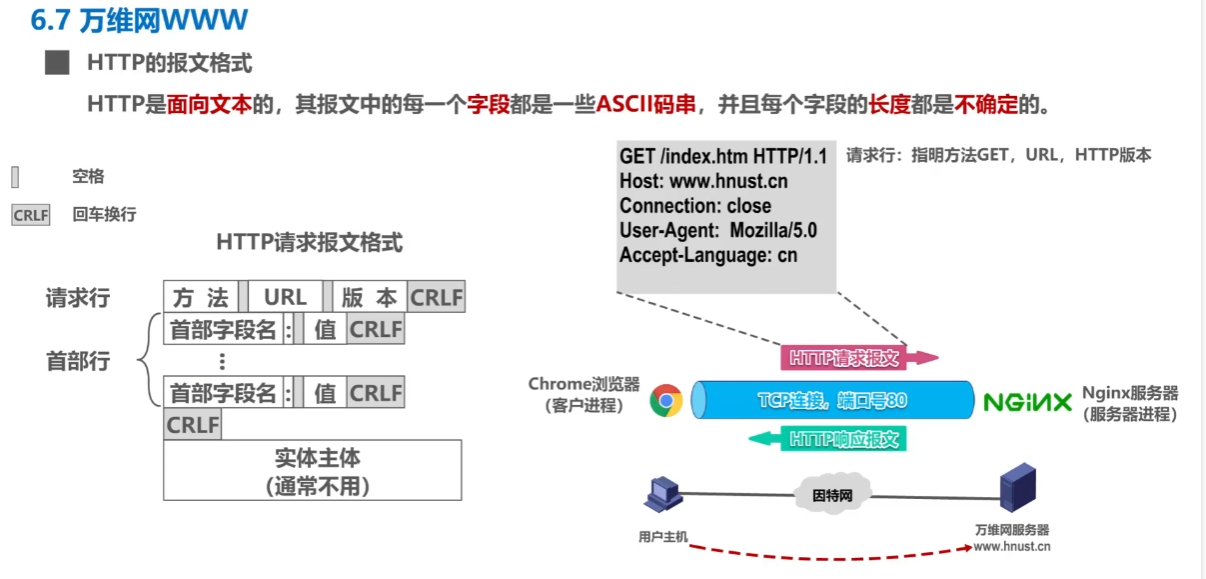 6.7 万维网WWW
HTTP的报文格式
HTTP是面向文本的，其报文中的每一个字段都是一些ASCII码串，并且每个字段的长度都是不确定的。
空格
CRLF 回车换行
HTTP请求报文格式
请求行 方 法 URL 版 本 CRLF
首部行
首部字段名 : 值 CRLF
⋮
首部字段名 : 值 CRLF
CRLF
实体主体
（通常不用）
GET /index.htm HTTP/1.1
Host: www.hnust.cn
Connection: close
User-Agent: Mozilla/5.0
Accept-Language: cn
请求行：指明方法GET，URL，HTTP版本
HTTP请求报文
Chrome浏览器
（客户进程）
TCP连接，端口号80
NGINX
Nginx服务器
（服务器进程）
HTTP响应报文
因特网
用户主机
万维网服务器
www.hnust.cn